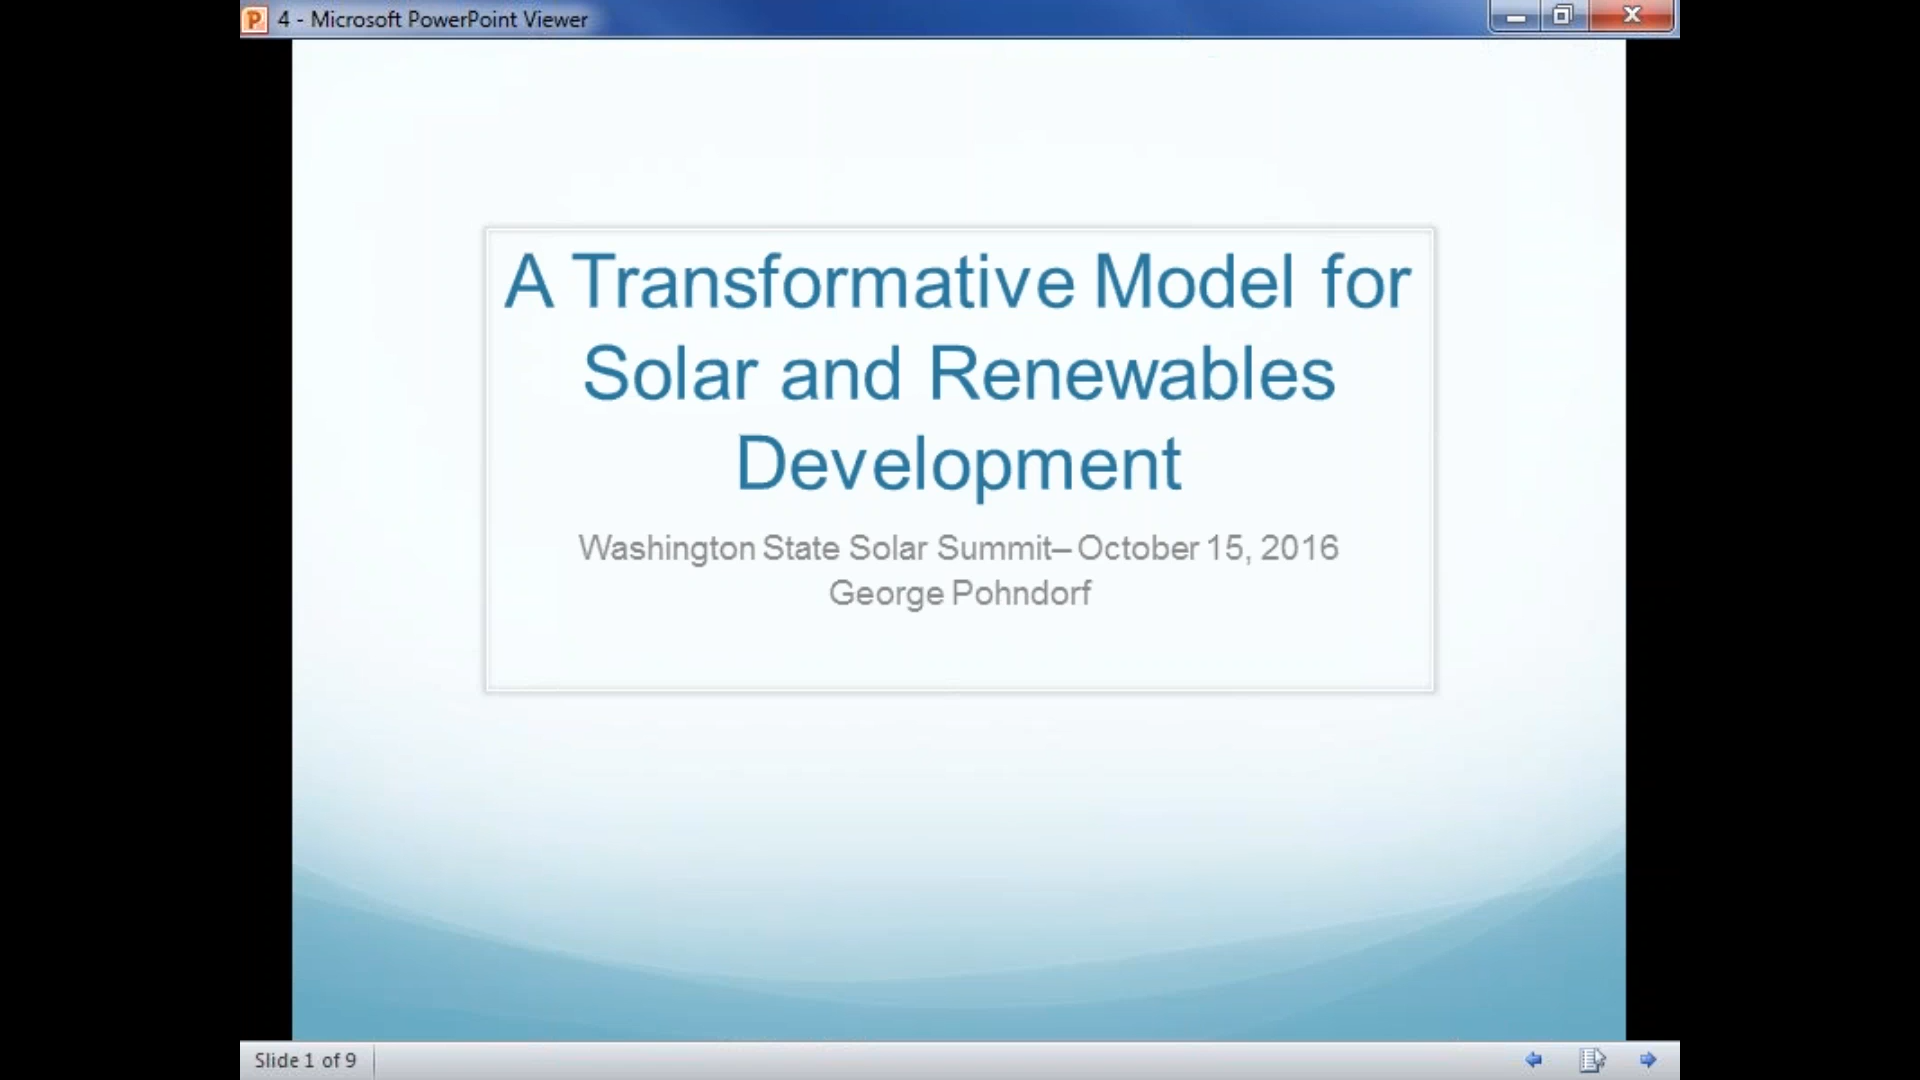 4 - Microsoft PowerPoint Viewer
A Transformative Model for
Solar and Renewables
Development
Washington State Solar Summit– October 15, 2016
George Pohndorf
Slide 1 of 9